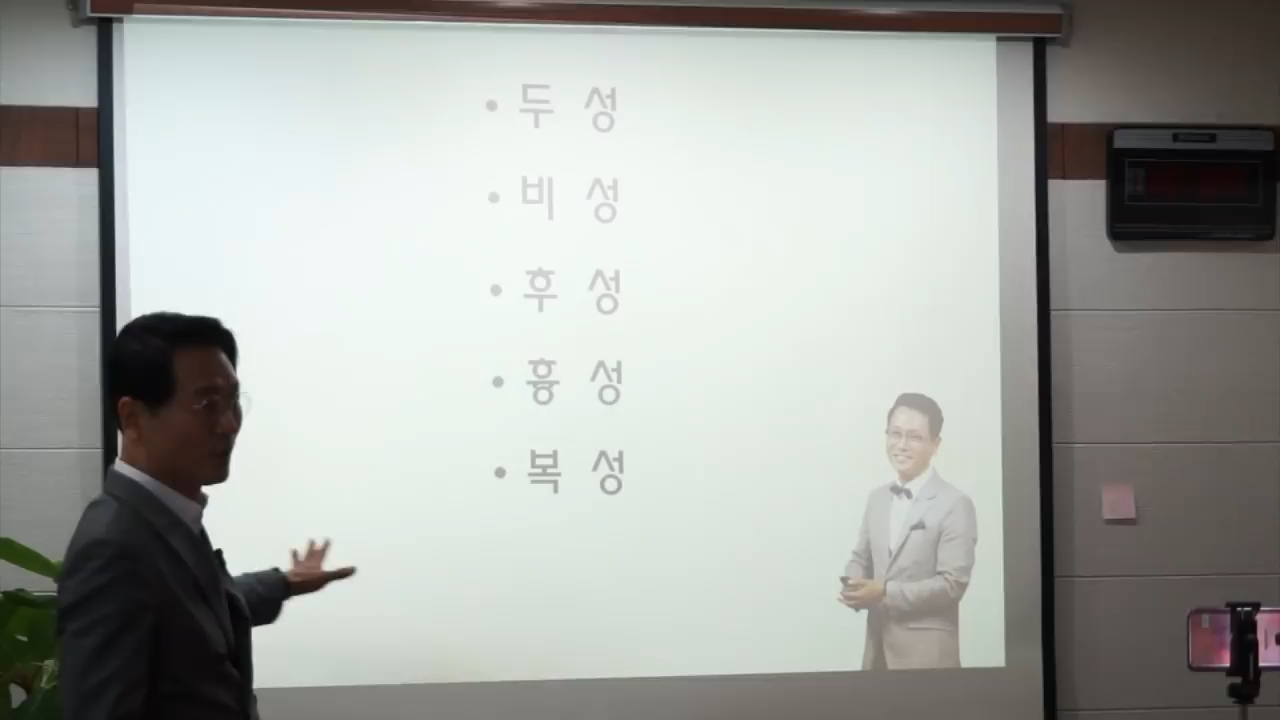 • 두 성
• 비 성
• 후 성
• 흉 성
• 복 성